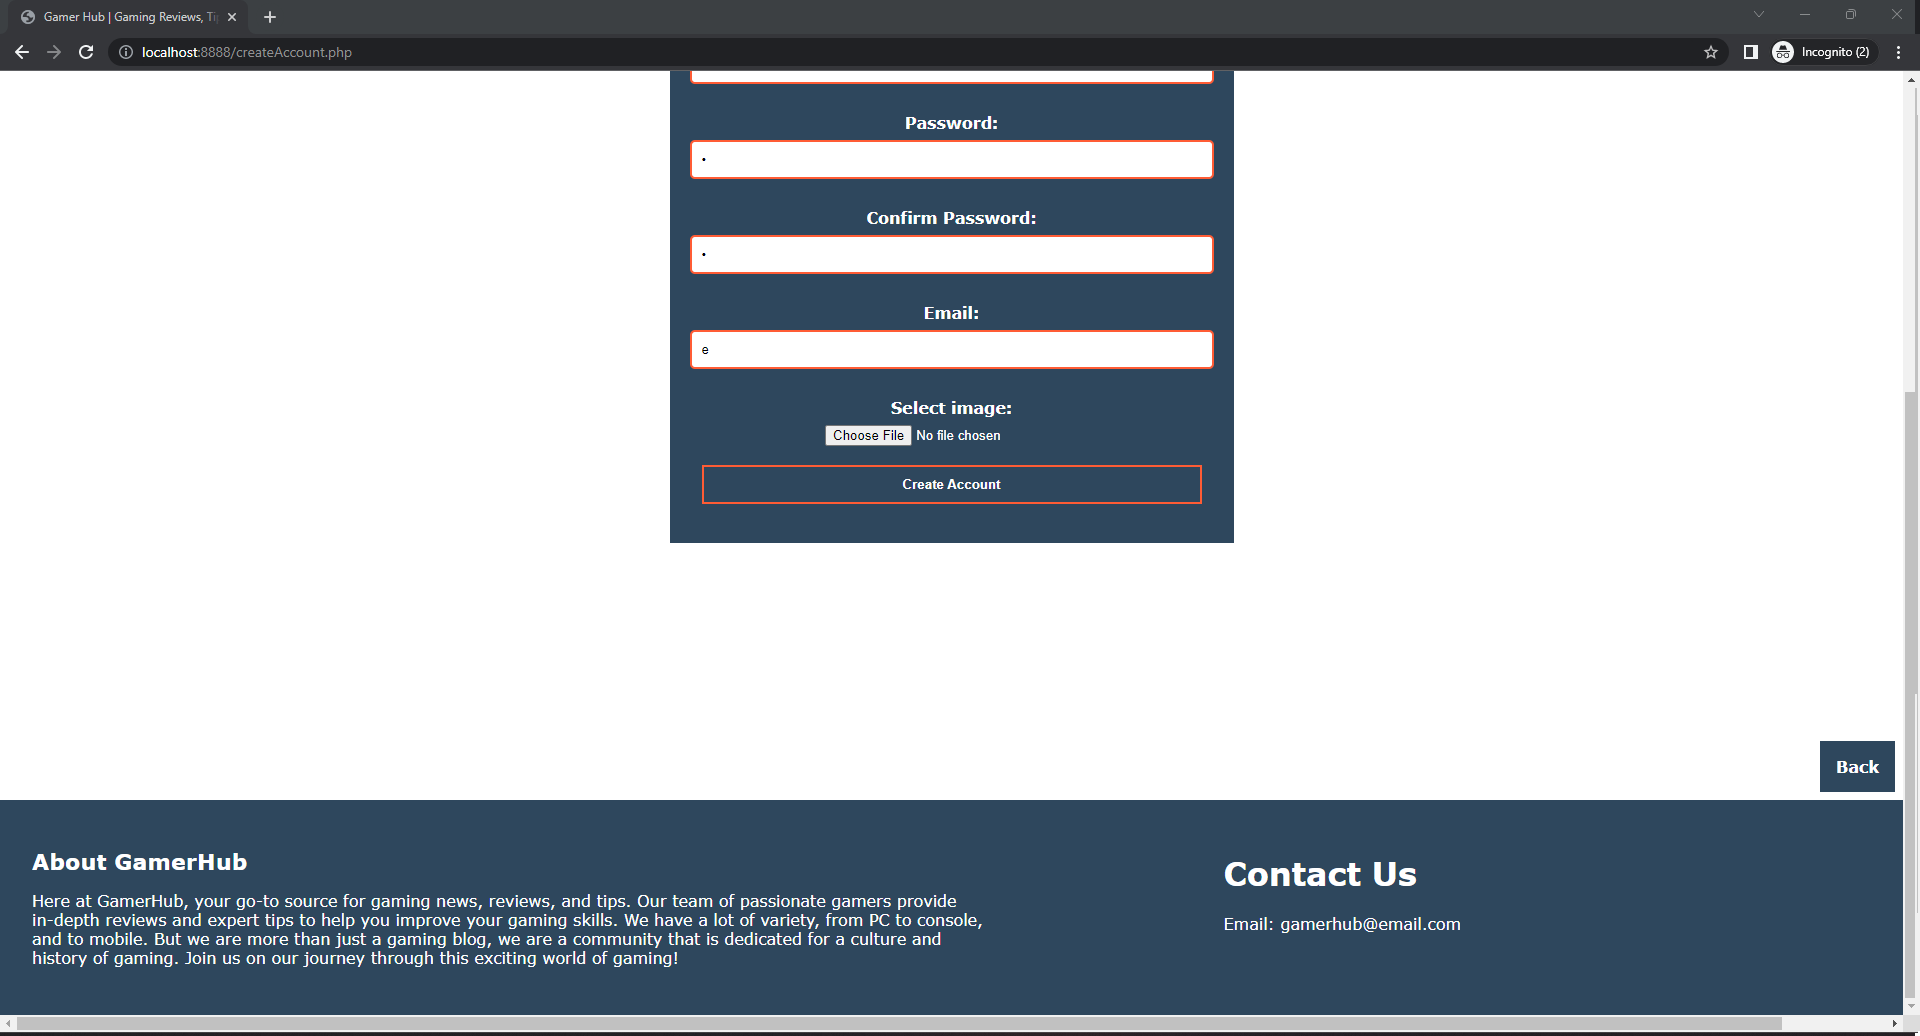 Gamer Hub | Gaming Reviews, Ti
localhost:8888/createAccount.php
Incognito (2)
Password:
•
Confirm Password:
•
Email:
e
Select image:
Choose File No file chosen
Create Account
Back
About GamerHub
Here at GamerHub, your go-to source for gaming news, reviews, and tips. Our team of passionate gamers provide
in-depth reviews and expert tips to help you improve your gaming skills. We have a lot of variety, from PC to console,
and to mobile. But we are more than just a gaming blog, we are a community that is dedicated for a culture and
history of gaming. Join us on our journey through this exciting world of gaming!
Contact Us
Email: gamerhub@email.com